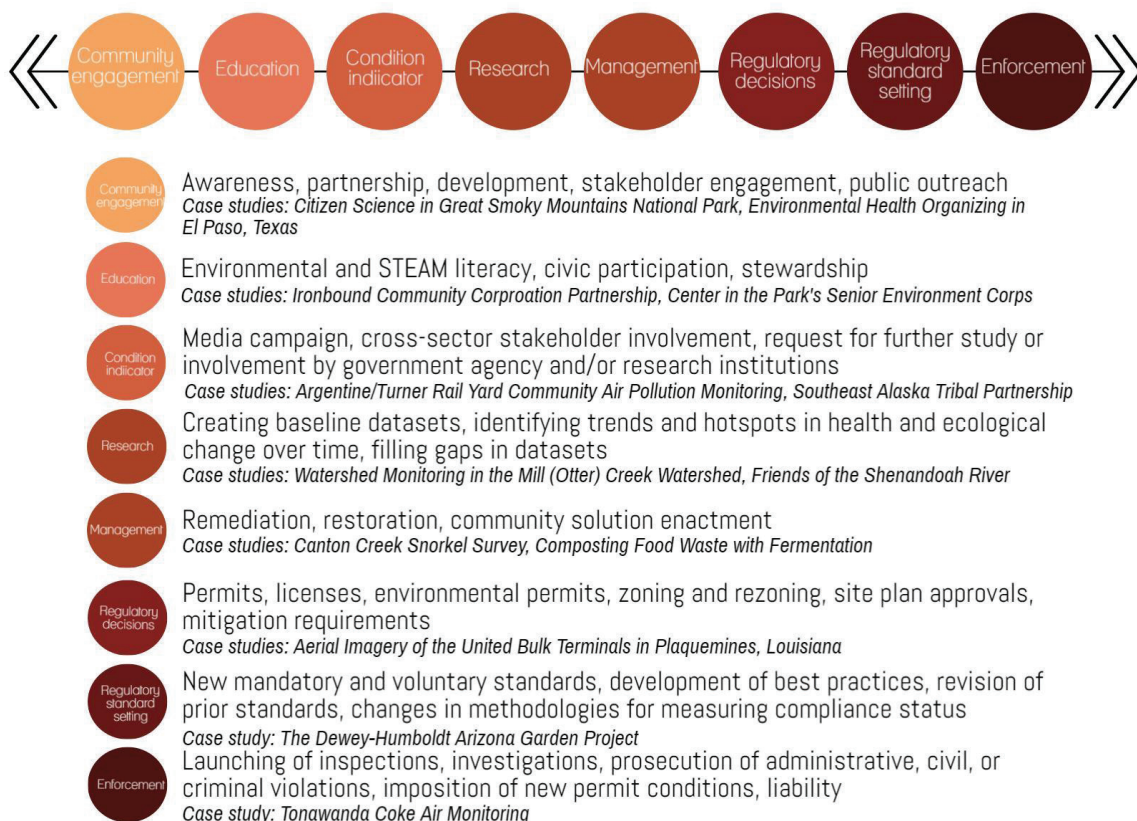 Community
engagement
Education
Condition
indiicator
Research
Management
Regulatory
decisions
Regulatory
standard
setting
Enforcement
Community
engagement
Awareness, partnership, development, stakeholder engagement, public outreach
Case studies: Citizen Science in Great Smoky Mountains National Park, Environmental Health Organizing in
El Paso, Texas
Education
Environmental and STEAM literacy, civic participation, stewardship
Case studies: Ironbound Community Corproation Partnership, Center in the Park's Senior Environment Corps
Condition
indiicator
Media campaign, cross-sector stakeholder involvement, request for further study or
involvement by government agency and/or research institutions
Case studies: Argentine/Turner Rail Yard Community Air Pollution Monitoring, Southeast Alaska Tribal Partnership
Research
Creating baseline datasets, identifying trends and hotspots in health and ecological
change over time, filling gaps in datasets
Case studies: Watershed Monitoring in the Mill (Otter) Creek Watershed, Friends of the Shenandoah River
Management
Remediation, restoration, community solution enactment
Case studies: Canton Creek Snorkel Survey, Composting Food Waste with Fermentation
Regulatory
decisions
Permits, licenses, environmental permits, zoning and rezoning, site plan approvals,
mitigation requirements
Case studies: Aerial Imagery of the United Bulk Terminals in Plaquemines, Louisiana
Regulatory
standard
setting
New mandatory and voluntary standards, development of best practices, revision of
prior standards, changes in methodologies for measuring compliance status
Case study: The Dewey-Humboldt Arizona Garden Project
Enforcement
Launching of inspections, investigations, prosecution of administrative, civil, or
criminal violations, imposition of new permit conditions, liability
Case study: Tonawanda Coke Air Monitoring